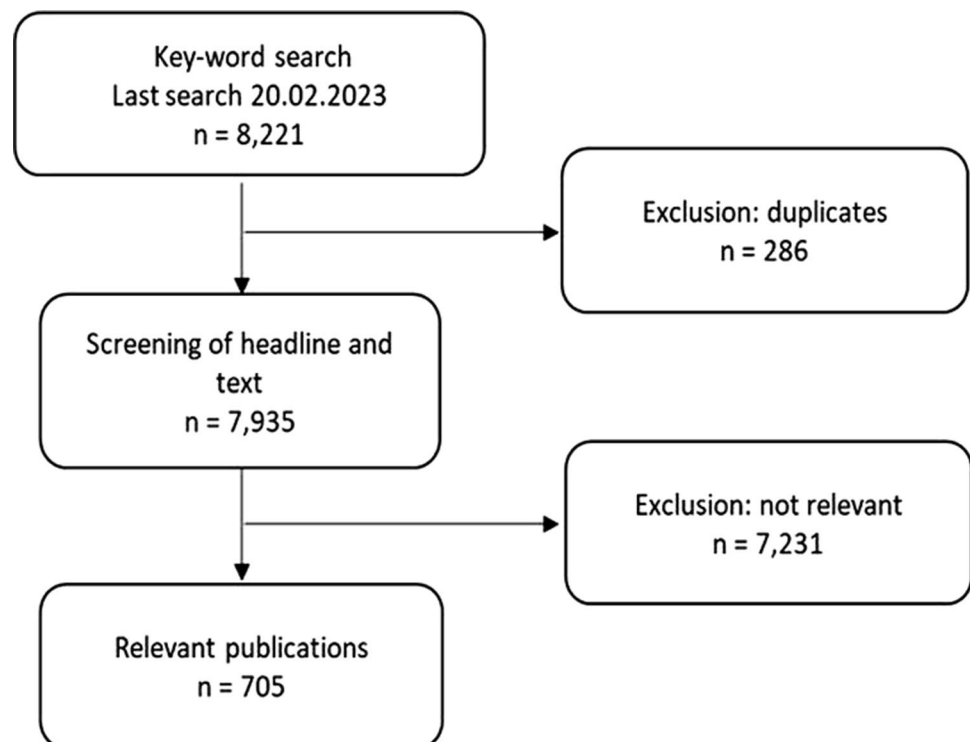 Key-word search
Last search 20.02.2023
n = 8,221
Exclusion: duplicates
n = 286
Screening of headline and
text
n = 7,935
Exclusion: not relevant
n = 7,231
Relevant publications
n = 705